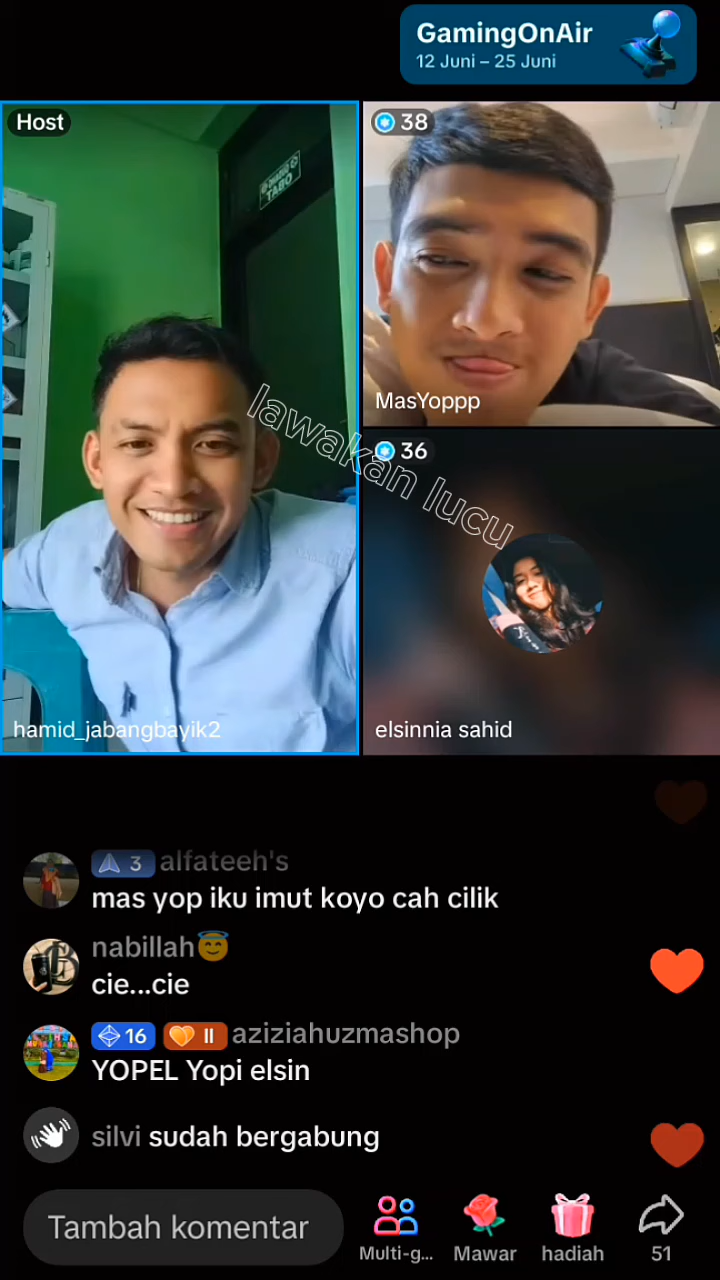 GamingOnAir
12 Juni – 25 Juni
Host
38
MasYoppp
36
lawakan lucu
hamid_jabangbayik2
elsinnia sahid
3 alfateeh's
mas yop iku imut koyo cah cilik
nabillah😇
cie...cie
16 II aziziahuzmashop
YOPEL Yopi elsin
silvi sudah bergabung
Tambah komentar
Multi-g...
Mawar
hadiah
51